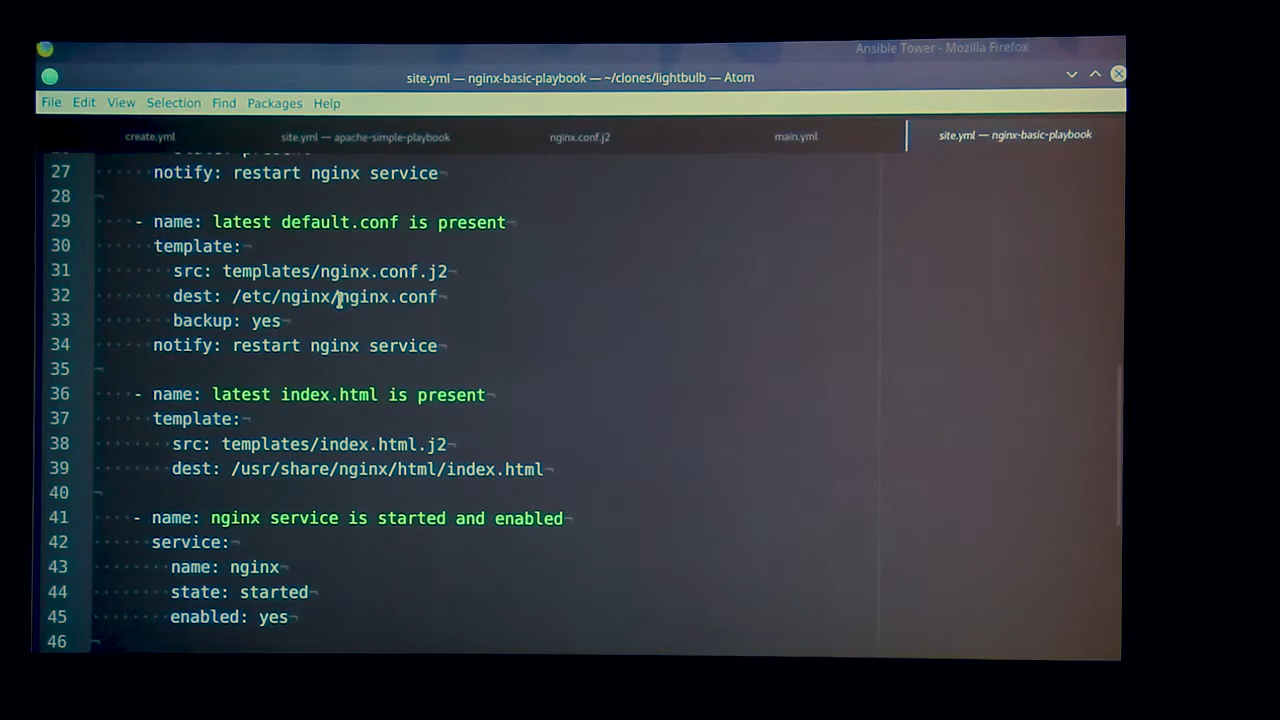 Ansible Tower - Mozilla Firefox
site.yml — nginx-basic-playbook — ~/clones/lightbulb — Atom
File Edit View Selection Find Packages Help
create.yml site.yml — apache-simple-playbook nginx.conf.j2 main.yml site.yml — nginx-basic-playbook
27 notify: restart nginx service
28
29 - name: latest default.conf is present
30 template:
31 src: templates/nginx.conf.j2
32 dest: /etc/nginx/nginx.conf
33 backup: yes
34 notify: restart nginx service
35
36 - name: latest index.html is present
37 template:
38 src: templates/index.html.j2
39 dest: /usr/share/nginx/html/index.html
40
41 - name: nginx service is started and enabled
42 service:
43 name: nginx
44 state: started
45 enabled: yes
46